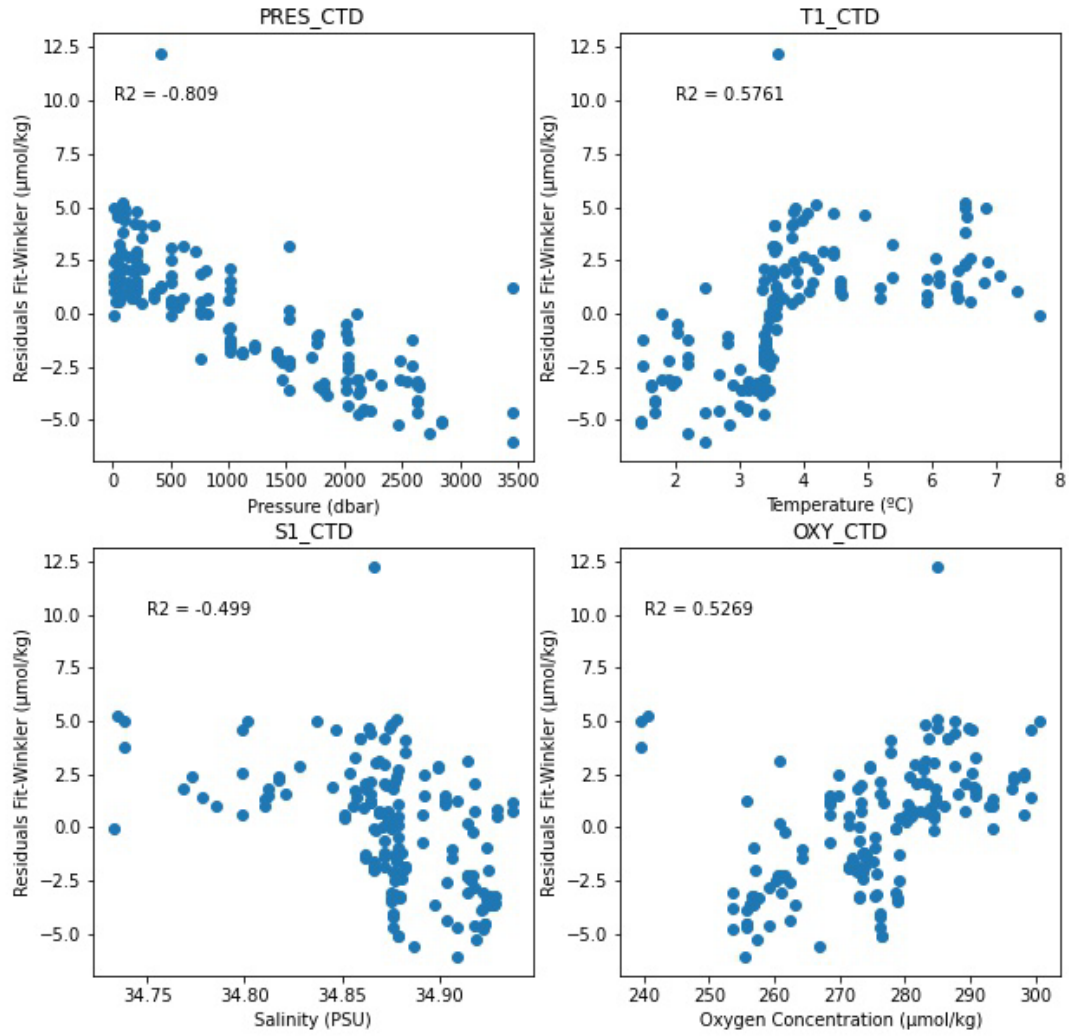 PRES_CTD
12.5
10.0
7.5
5.0
2.5
0.0
−2.5
−5.0
Residuals Fit-Winkler (μmol/kg)
R2 = -0.809
0 500 1000 1500 2000 2500 3000 3500
Pressure (dbar)
T1_CTD
12.5
10.0
7.5
5.0
2.5
0.0
−2.5
−5.0
Residuals Fit-Winkler (μmol/kg)
R2 = 0.5761
2 3 4 5 6 7 8
Temperature (ºC)
S1_CTD
12.5
10.0
7.5
5.0
2.5
0.0
−2.5
−5.0
Residuals Fit-Winkler (μmol/kg)
R2 = -0.499
34.75 34.80 34.85 34.90
Salinity (PSU)
OXY_CTD
12.5
10.0
7.5
5.0
2.5
0.0
−2.5
−5.0
Residuals Fit-Winkler (μmol/kg)
R2 = 0.5269
240 250 260 270 280 290 300
Oxygen Concentration (μmol/kg)